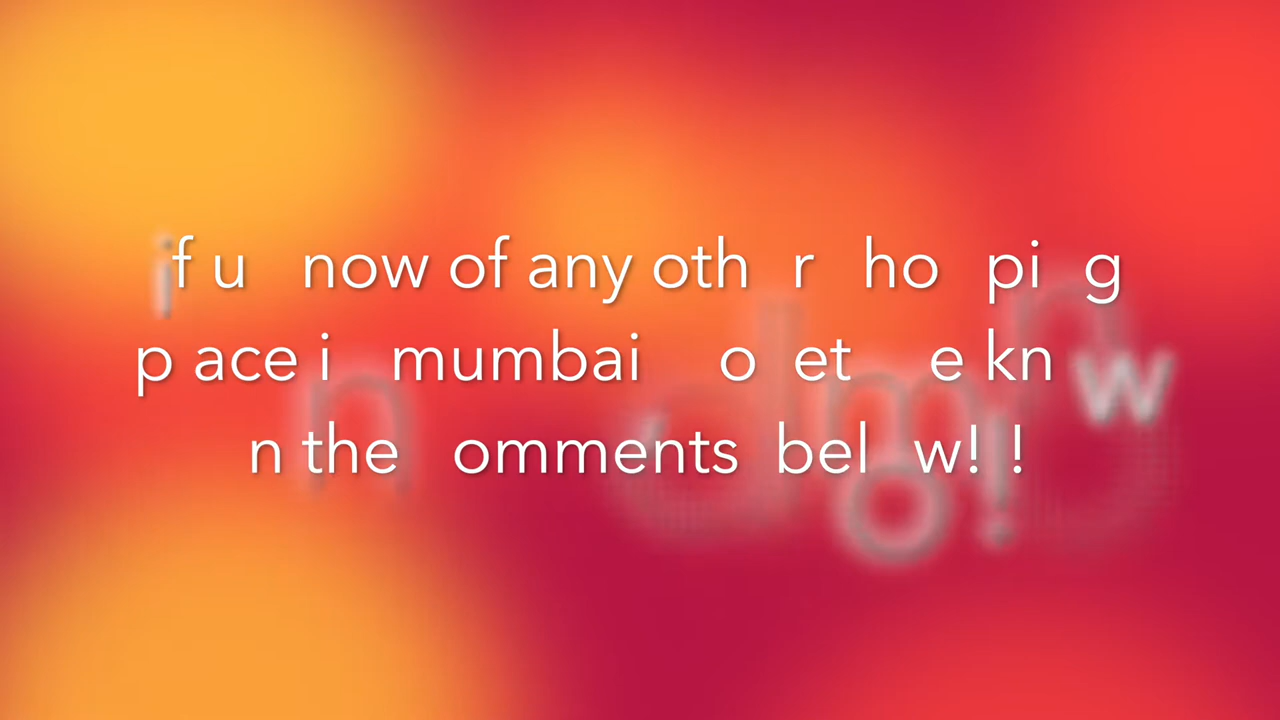 if u now of any oth r ho pi g
p ace i mumbai o et e kn w
n the omments bel w! !